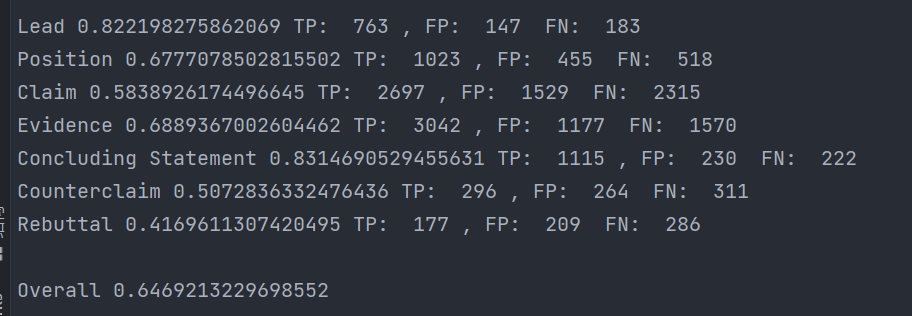 Lead 0.822198275862069 TP:  763 , FP:  147  FN:  183
Position 0.6777078502815502 TP:  1023 , FP:  455  FN:  518
Claim 0.5838926174496645 TP:  2697 , FP:  1529  FN:  2315
Evidence 0.6889367002604462 TP:  3042 , FP:  1177  FN:  1570
Concluding Statement 0.8314690529455631 TP:  1115 , FP:  230  FN:  222
Counterclaim 0.5072836332476436 TP:  296 , FP:  264  FN:  311
Rebuttal 0.4169611307420495 TP:  177 , FP:  209  FN:  286
Overall 0.6469213229698552